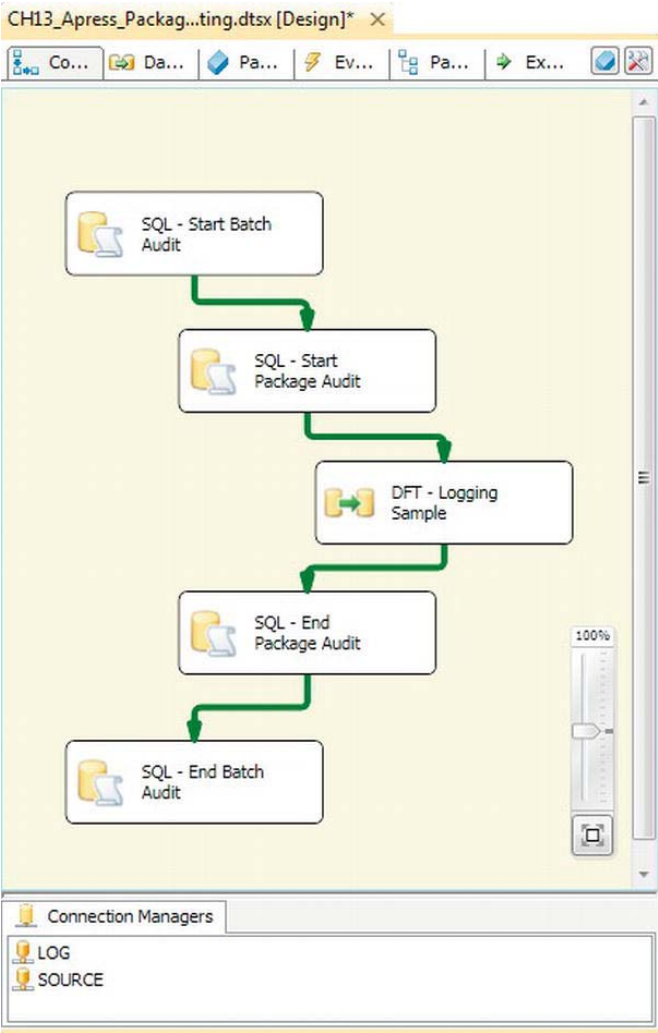 CH13_Apress_Packag...ting.dtsx [Design]*
Co... Da... Pa... Ev... Pa... Ex...
SQL - Start Batch
Audit
SQL - Start
Package Audit
DFT - Logging
Sample
SQL - End
Package Audit
100%
SQL - End Batch
Audit
Connection Managers
LOG
SOURCE